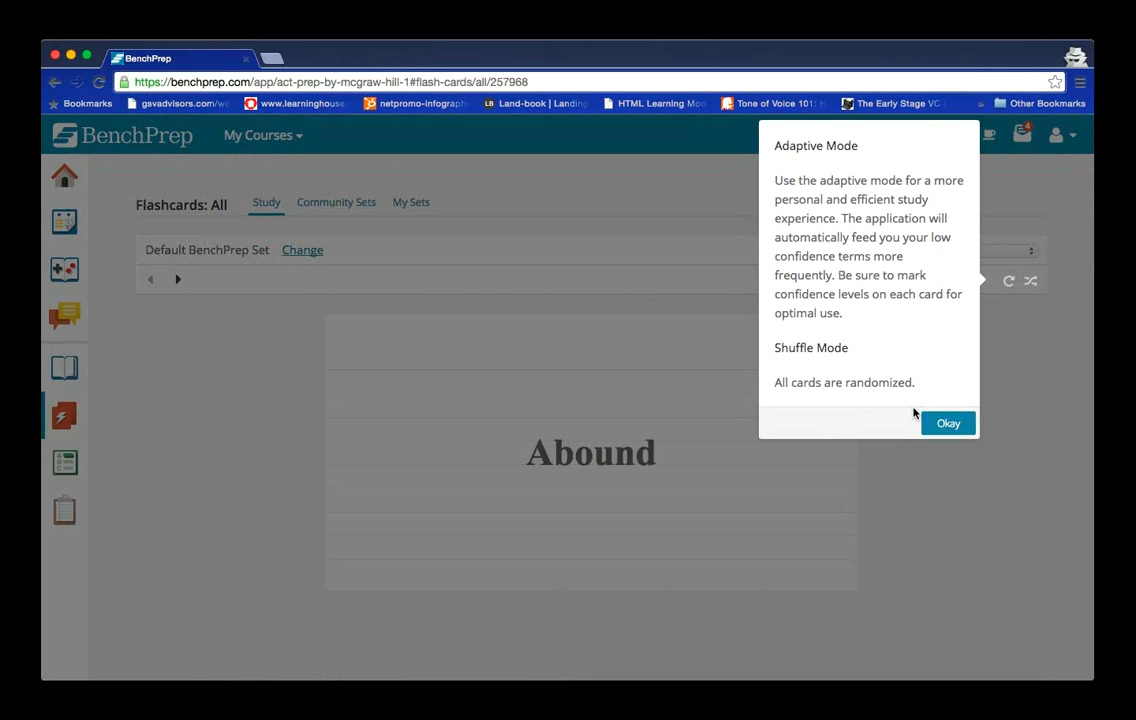 BenchPrep
https://benchprep.com/app/act-prep-by-mcgraw-hill-1#flash-cards/all/257968
Bookmarks gsvadvisors.com/w www.learninghouse. netpromo-infograph LB Land-book | Landing HTML Learning Mod Tone of Voice 101: H The Early Stage VC » Other Bookmarks
BenchPrep My Courses 4
Flashcards: All Study Community Sets My Sets
Default BenchPrep Set Change
Adaptive Mode
Use the adaptive mode for a more
personal and efficient study
experience. The application will
automatically feed you your low
confidence terms more
frequently. Be sure to mark
confidence levels on each card for
optimal use.
Shuffle Mode
All cards are randomized.
Okay
Abound